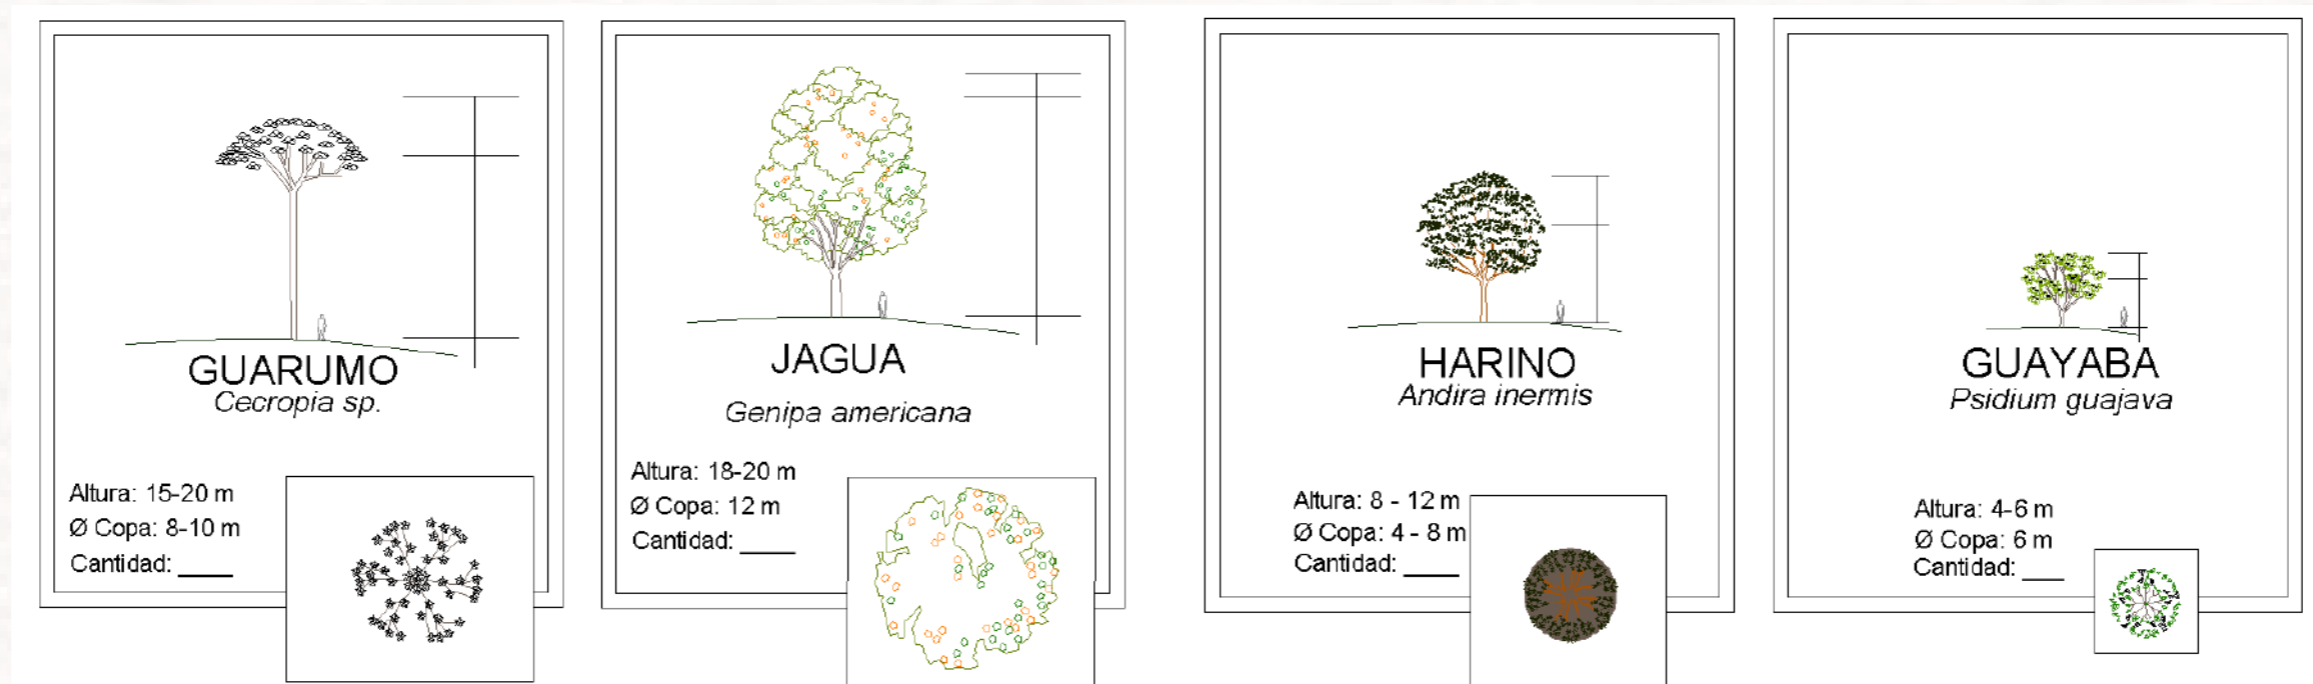 GUARUMO
Cecropia sp.
Altura: 15-20 m
Ø Copa: 8-10 m
Cantidad: ____
JAGUA
Genipa americana
Altura: 18-20 m
Ø Copa: 12 m
Cantidad: ____
HARINO
Andira inermis
Altura: 8 - 12 m
Ø Copa: 4 - 8 m
Cantidad: ____
GUAYABA
Psidium guajava
Altura: 4-6 m
Ø Copa: 6 m
Cantidad: ___